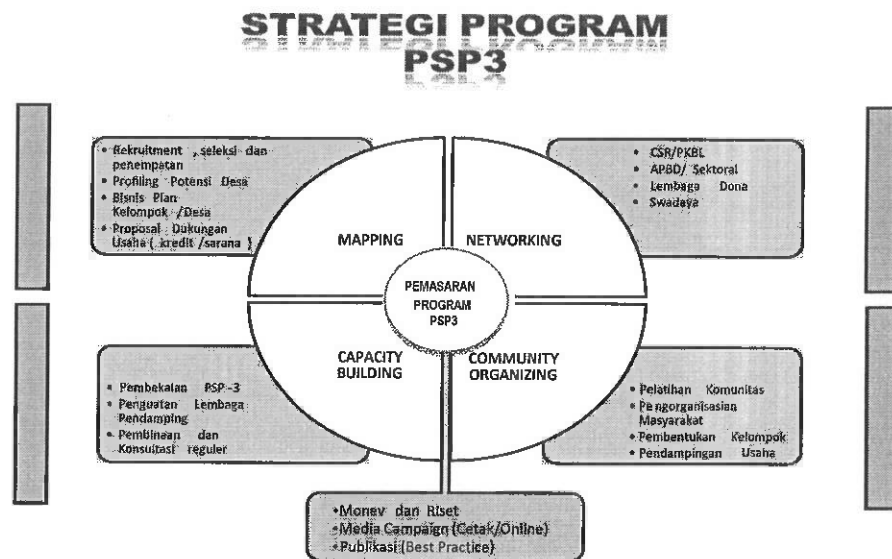 STRATEGI PROGRAM
PSP3
• Rekruitment , seleksi dan
penempatan
• Profiling Potensi Desa
• Bisnis Plan
Kelompok /Desa
• Proposal Dukungan
Usaha ( kredit /sarana )
• CSR/PKBL
• APBD/ Sektoral
• Lembaga Dona
• Swadaya
MAPPING
NETWORKING
PEMASARAN
PROGRAM
PSP3
CAPACITY
BUILDING
COMMUNITY
ORGANIZING
• Pembekalan PSP-3
• Penguatan Lembaga
Pendamping
• Pembinaan dan
Konsultasi reguler
• Pelatihan Komunitas
• Pengorganisasian
Masyarakat
• Pembentukan Kelompok
• Pendampingan Usaha
•Monev dan Riset
•Media Campaign (Cetak/Online)
•Publikasi (Best Practice)